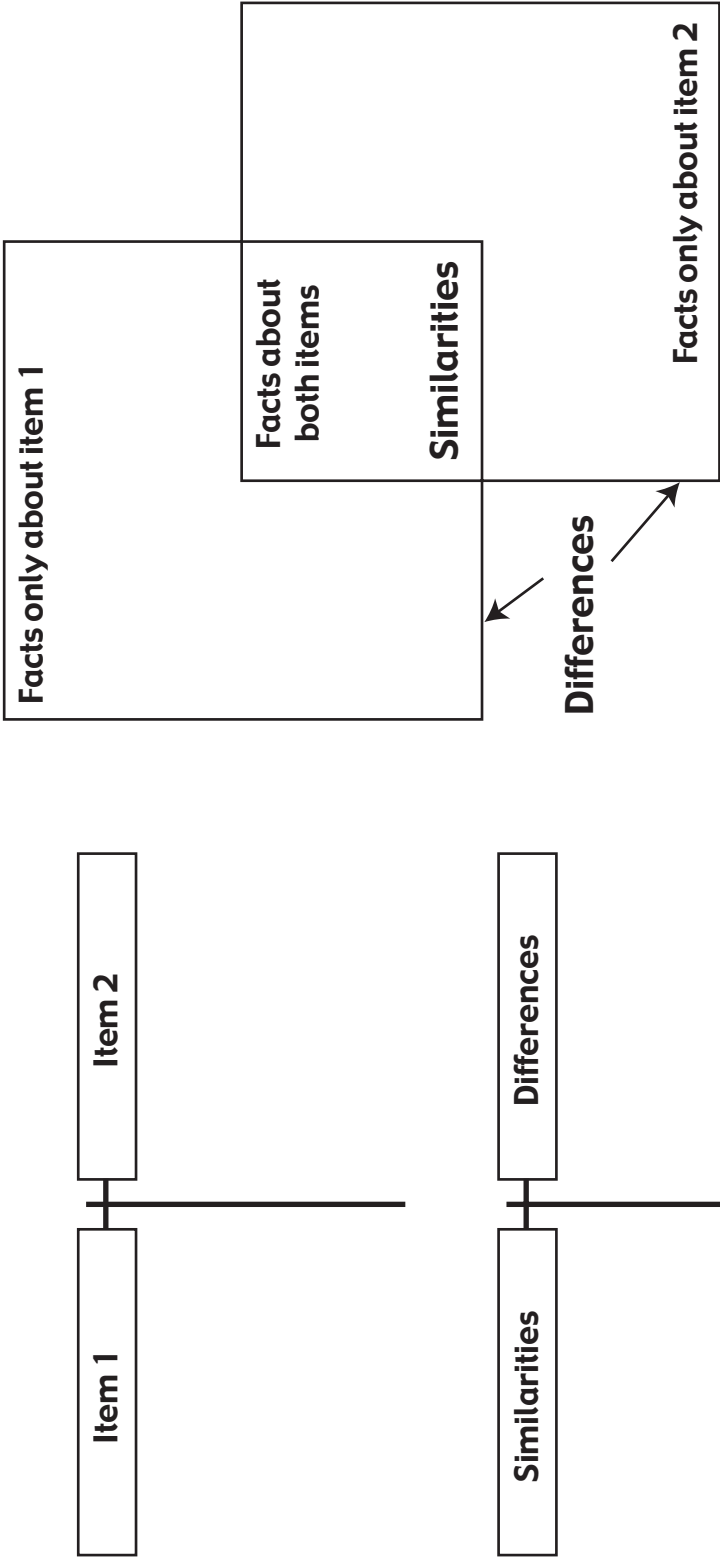 Item 1
Item 2
Similarities
Differences
Facts only about item 1
Facts about
both items
Similarities
Differences
Facts only about item 2